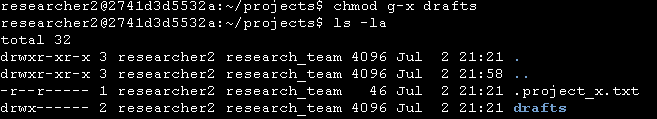 researcher2@2741d3d5532a:~/projects$ chmod g-x drafts
researcher2@2741d3d5532a:~/projects$ ls -la
total 32
drwxr-xr-x 3 researcher2 research_team 4096 Jul  2 21:21 .
drwxr-xr-x 3 researcher2 research_team 4096 Jul  2 21:58 ..
-r--r----- 1 researcher2 research_team   46 Jul  2 21:21 .project_x.txt
drwx------ 2 researcher2 research_team 4096 Jul  2 21:21 drafts